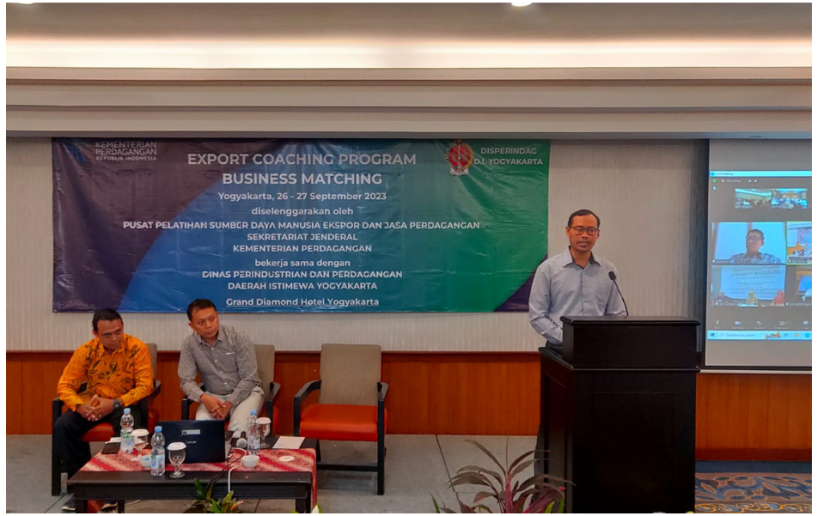 KEMENTERIAN
PERDAGANGAN
REPUBLIK INDONESIA
DISPERINDAG
D.I. YOGYAKARTA
EXPORT COACHING PROGRAM
BUSINESS MATCHING
Yogyakarta, 26 - 27 September 2023
diselenggarakan oleh
PUSAT PELATIHAN SUMBER DAYA MANUSIA EKSPOR DAN JASA PERDAGANGAN
SEKRETARIAT JENDERAL
KEMENTERIAN PERDAGANGAN
bekerja sama dengan
DINAS PERINDUSTRIAN DAN PERDAGANGAN
DAERAH ISTIMEWA YOGYAKARTA
Grand Diamond Hotel Yogyakarta